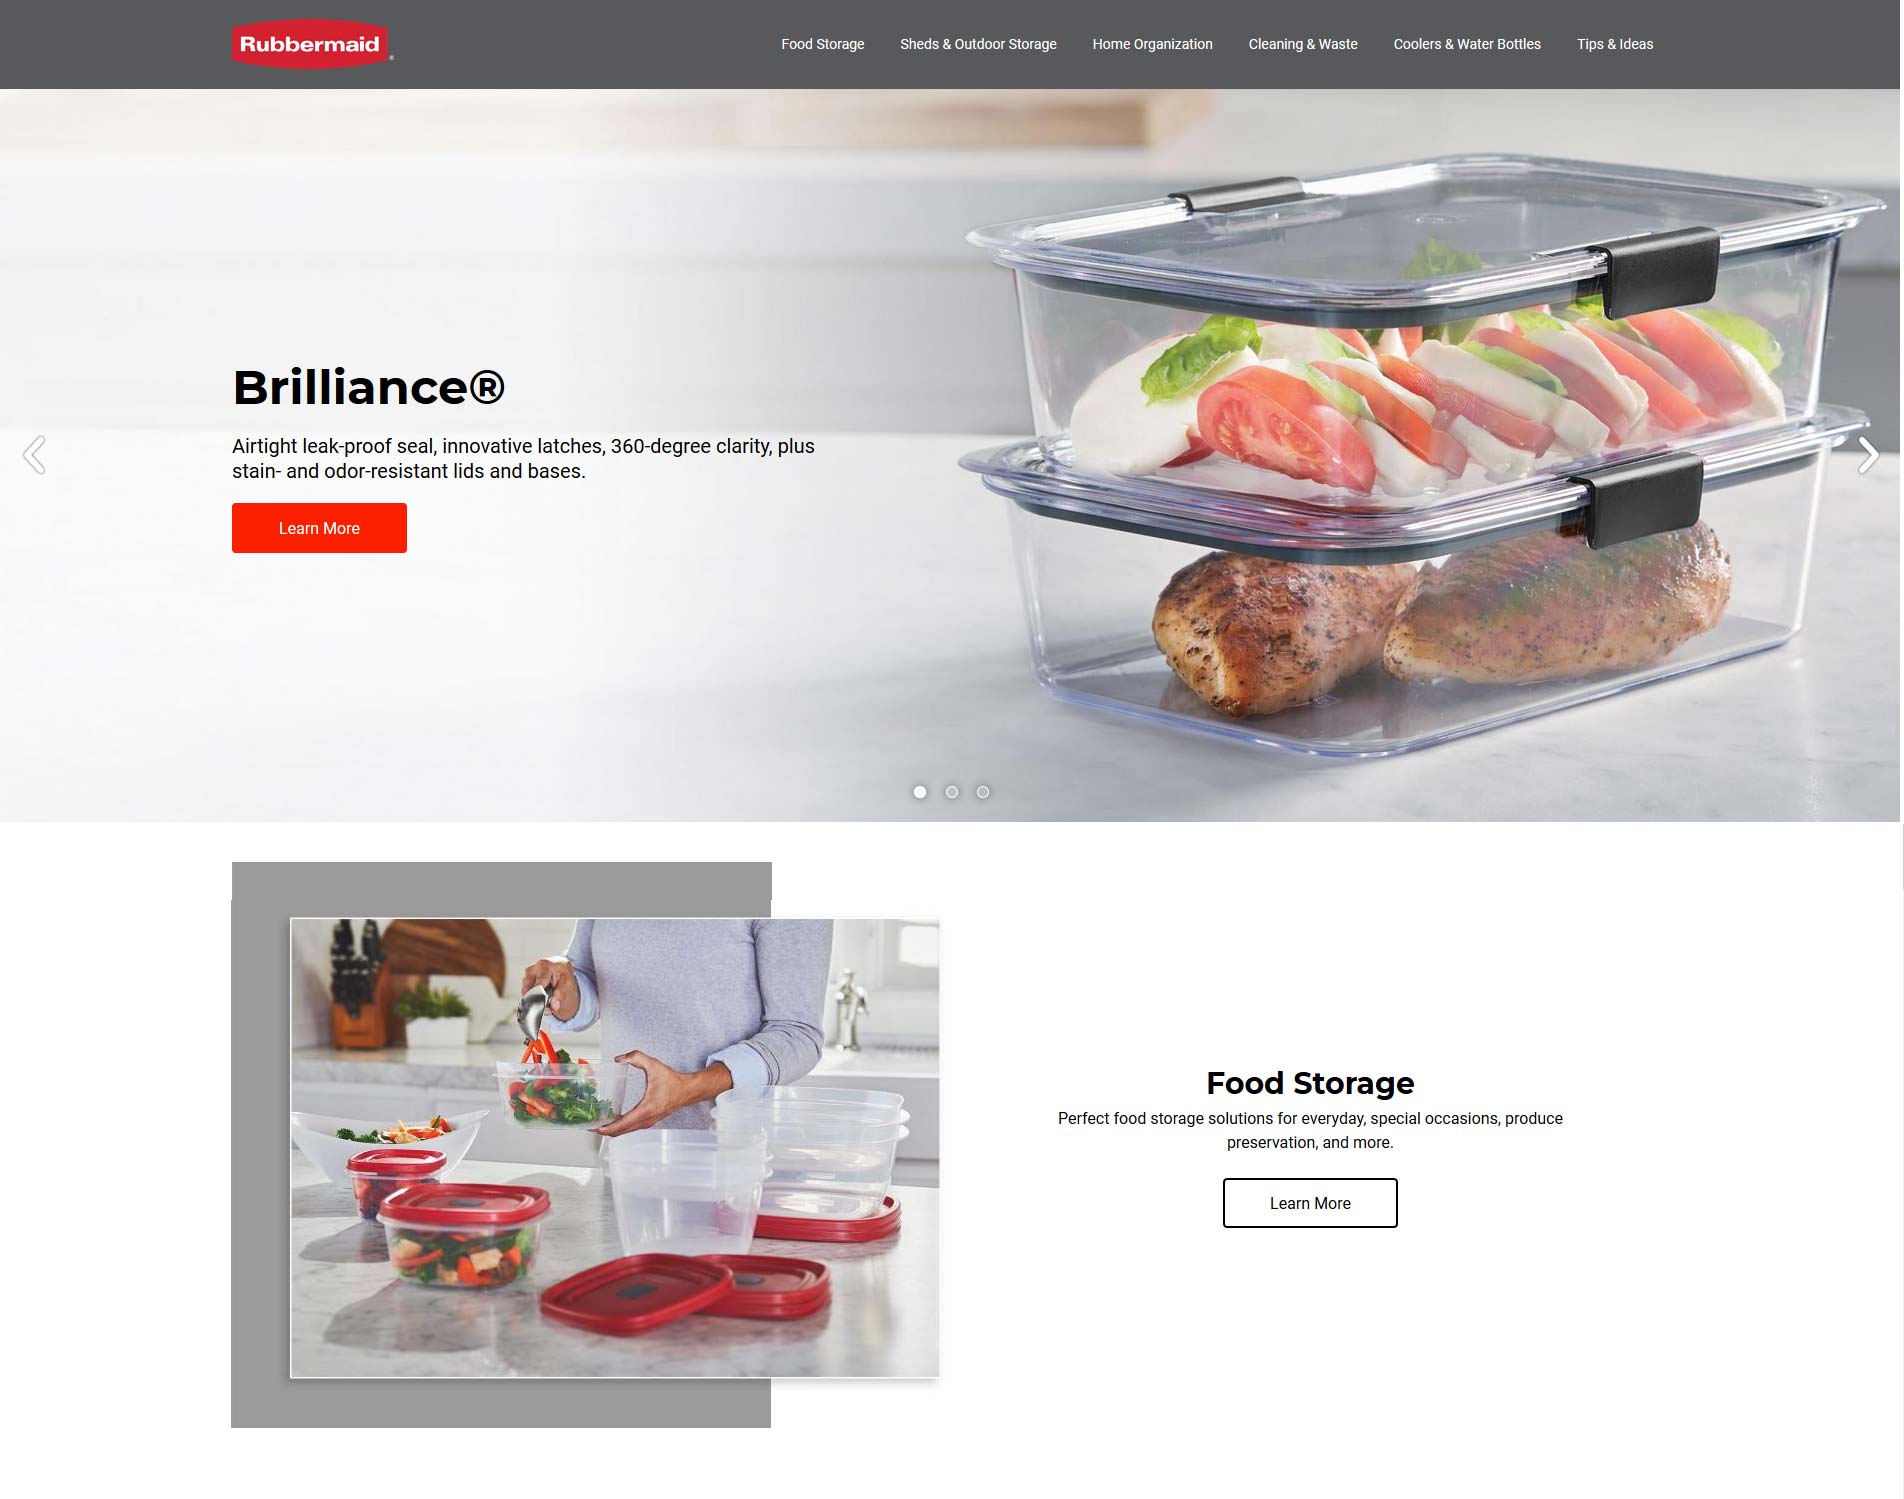 Rubbermaid®
Food Storage
Sheds & Outdoor Storage
Home Organization
Cleaning & Waste
Coolers & Water Bottles
Tips & Ideas
Brilliance®
Airtight leak-proof seal, innovative latches, 360-degree clarity, plus
stain- and odor-resistant lids and bases.
Learn More
Food Storage
Perfect food storage solutions for everyday, special occasions, produce
preservation, and more.
Learn More